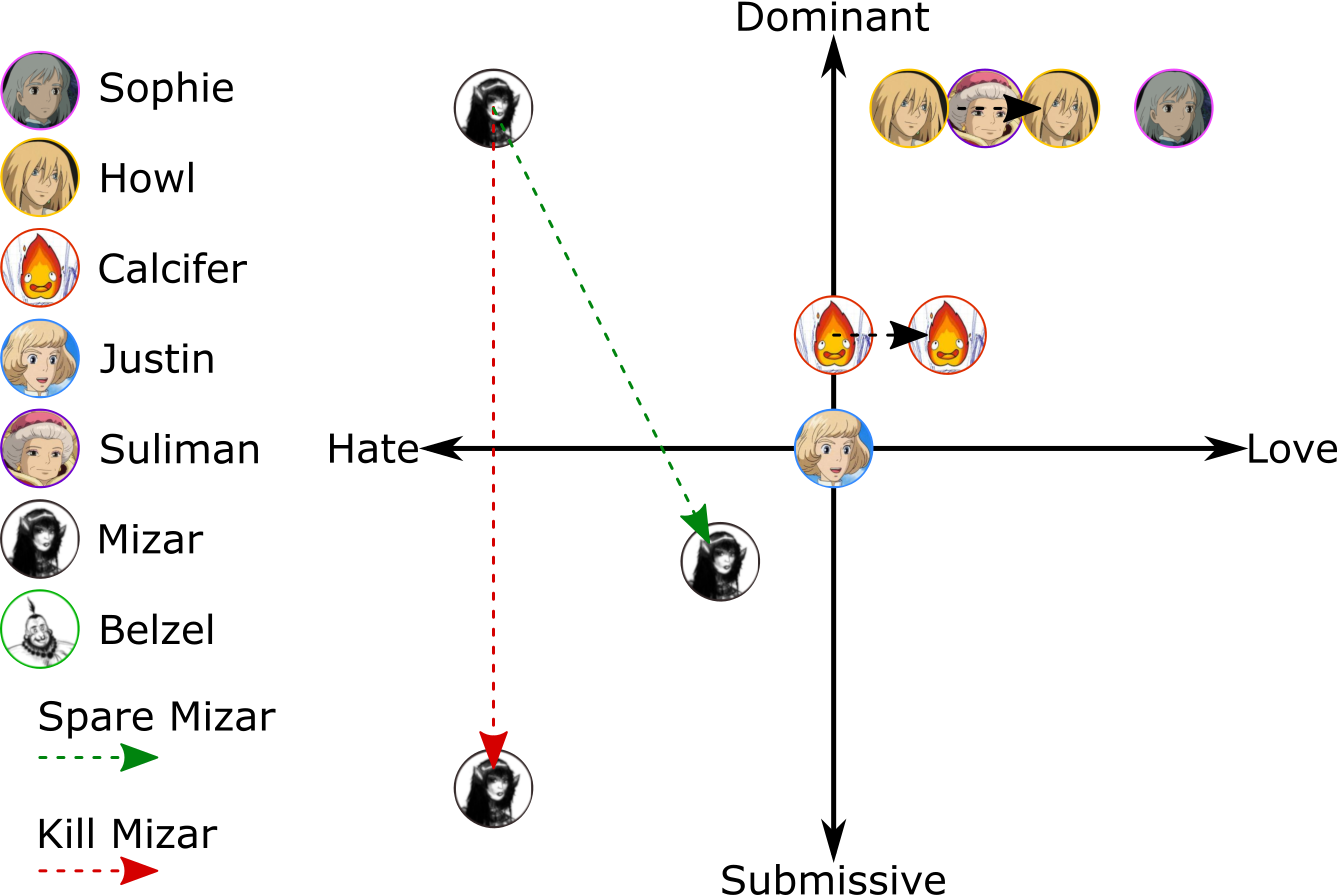 Dominant
Sophie
Howl
Calcifer
Justin
Hate
Love
Suliman
Mizar
Belzel
Spare Mizar
Kill Mizar
Submissive